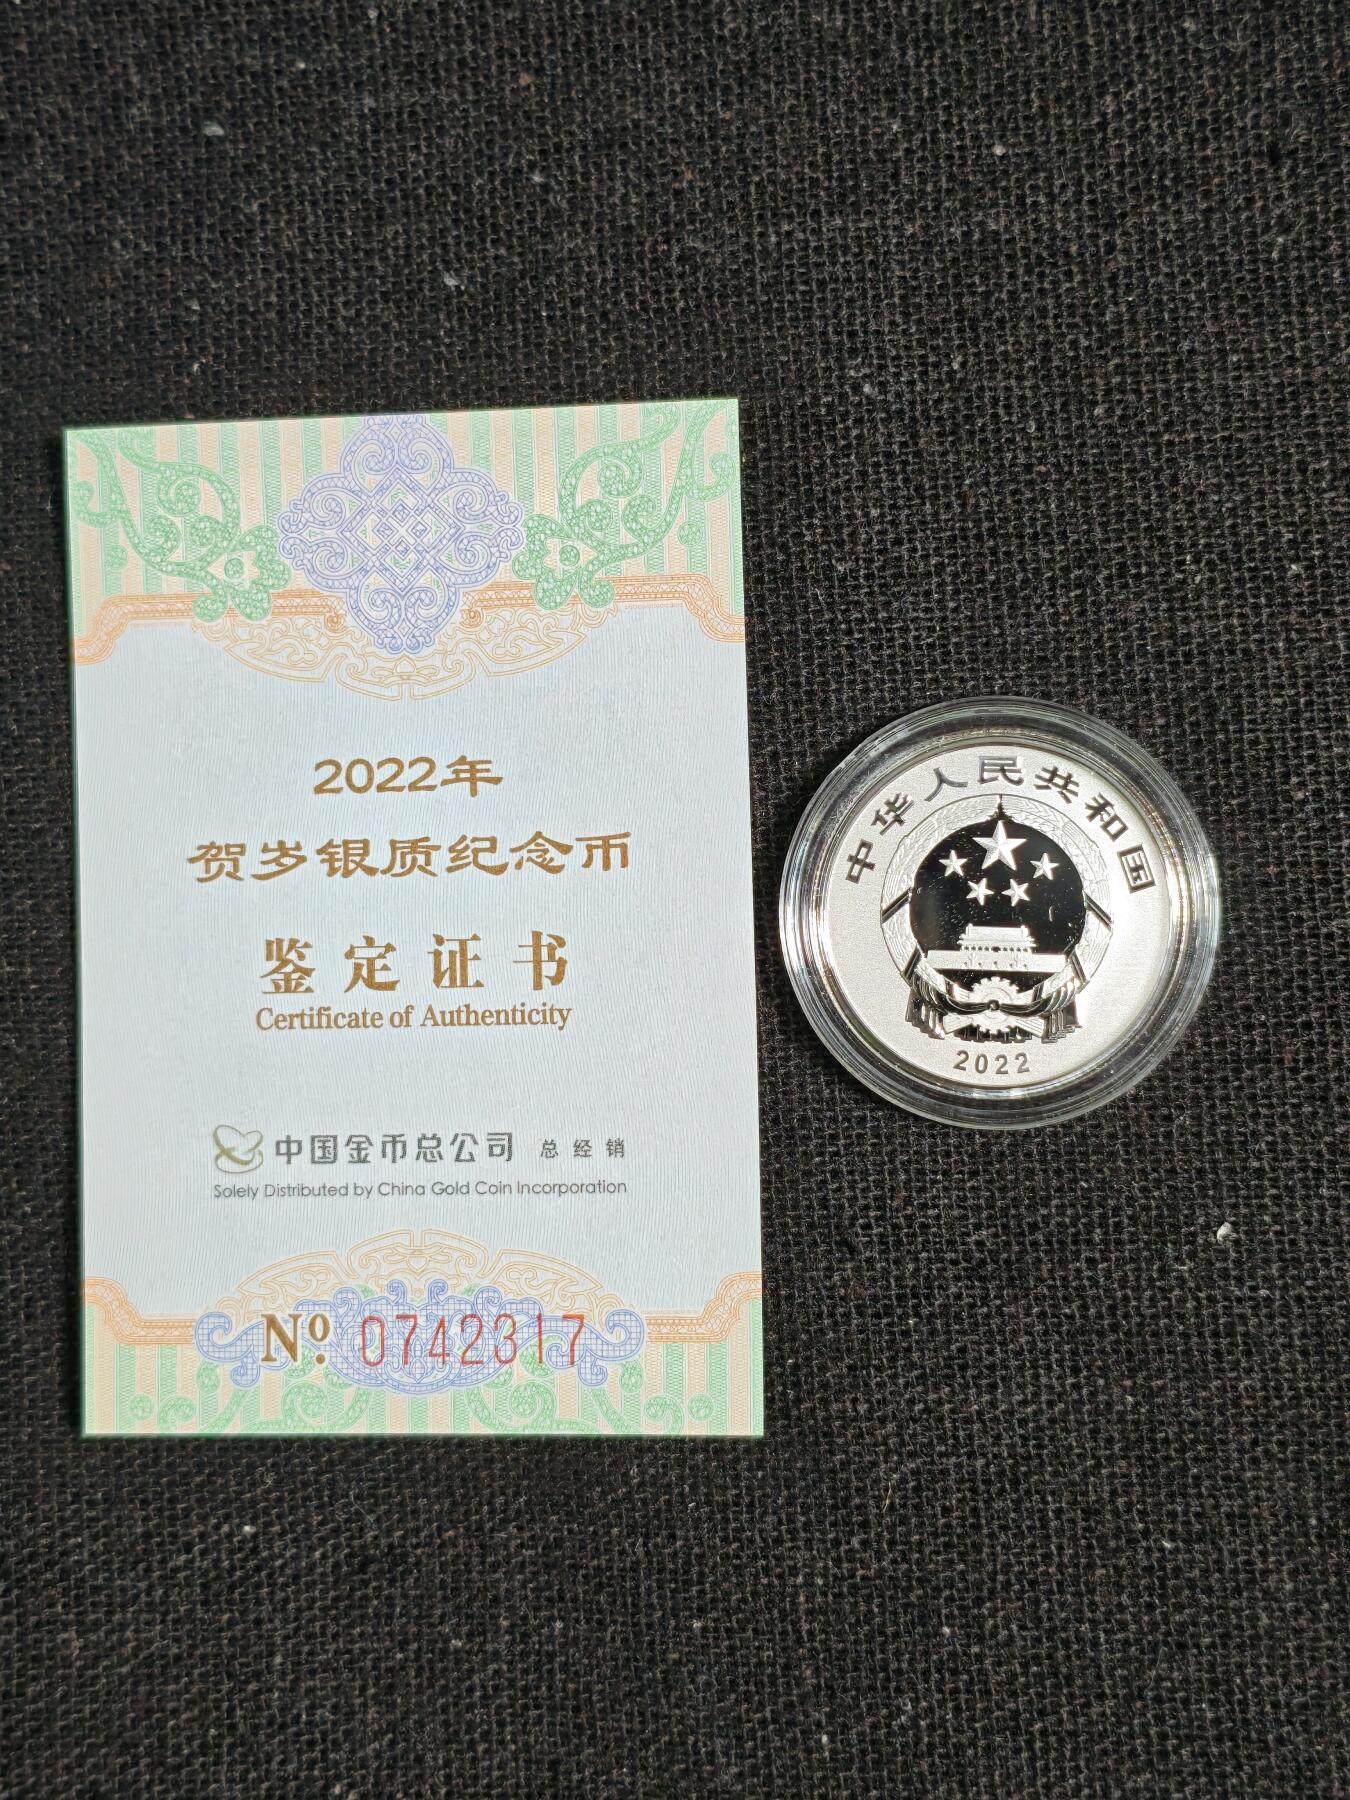 2022年
贺岁银质纪念币
鉴定证书
Certificate of Authenticity
中国金币总公司 总经销
Solely Distributed by China Gold Coin Incorporation
Nº. 0742317
中华人民共和国
2022